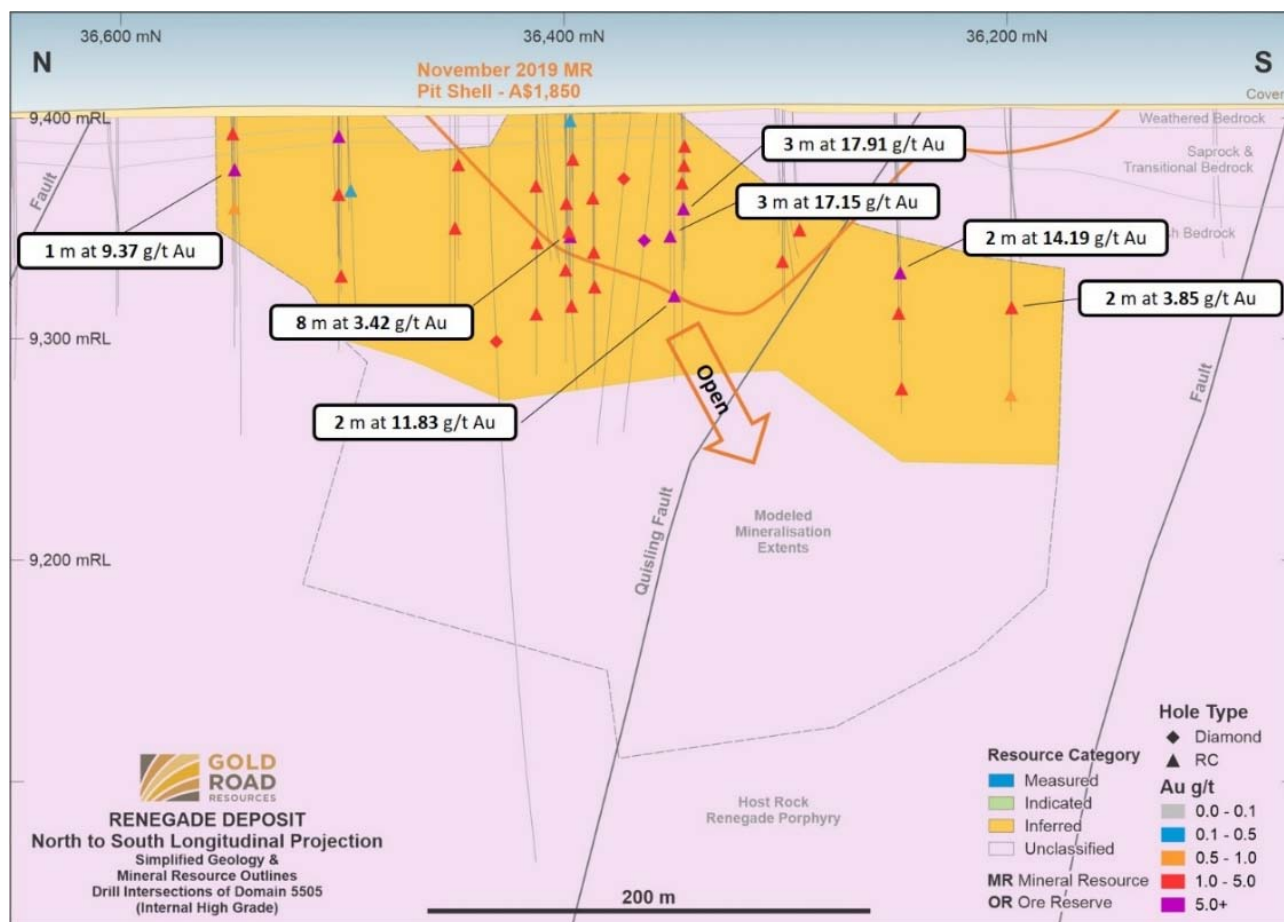 36,600 mN
36,400 mN
36,200 mN
N
S
November 2019 MR
Pit Shell - A$1,850
Cover
9,400 mRL
Weathered Bedrock
3 m at 17.91 g/t Au
Saprock &
Transitional Bedrock
Fault
3 m at 17.15 g/t Au
Bedrock
1 m at 9.37 g/t Au
2 m at 14.19 g/t Au
2 m at 3.85 g/t Au
8 m at 3.42 g/t Au
9,300 mRL
Open
Fault
2 m at 11.83 g/t Au
Quisling Fault
Modeled
Mineralisation
Extents
9,200 mRL
GOLD
ROAD
RESOURCES
RENEGADE DEPOSIT
North to South Longitudinal Projection
Simplified Geology &
Mineral Resource Outlines
Drill Intersections of Domain 5505
(Internal High Grade)
Host Rock
Renegade Porphyry
200 m
Resource Category
Measured
Indicated
Inferred
Unclassified
MR Mineral Resource
OR Ore Reserve
Hole Type
Diamond
RC
Au g/t
0.0 - 0.1
0.1 - 0.5
0.5 - 1.0
1.0 - 5.0
5.0+